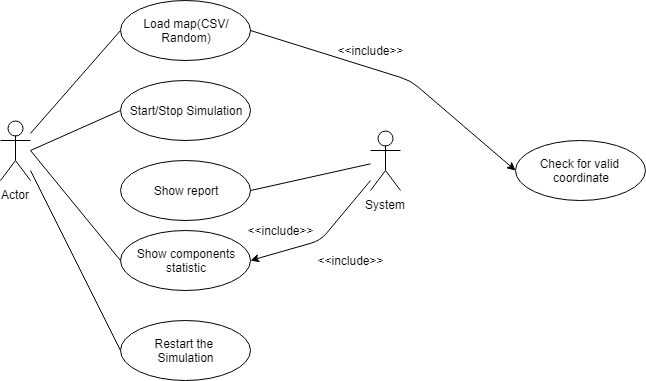 Load map(CSV/
Random)
<<include>>
Start/Stop Simulation
Check for valid
coordinate
Actor
Show report
System
<<include>>
Show components
statistic
<<include>>
Restart the
Simulation